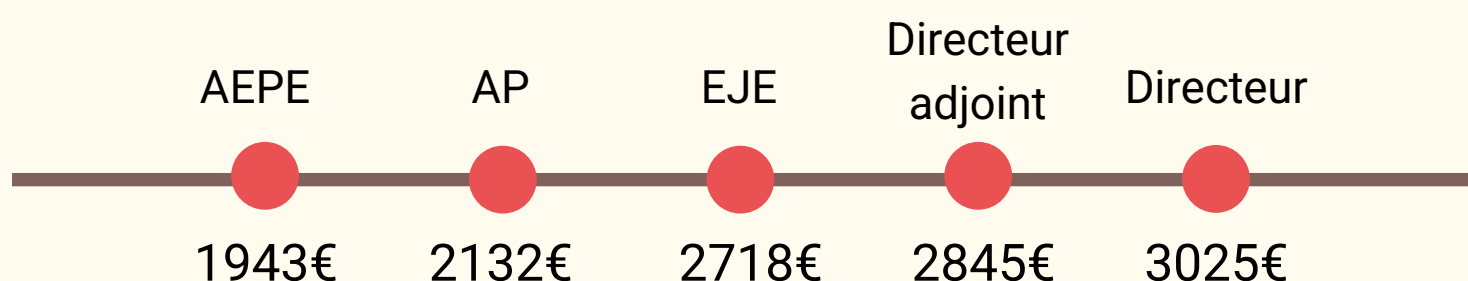 AEPE
AP
EJE
Directeur
adjoint
Directeur
1943€
2132€
2718€
2845€
3025€